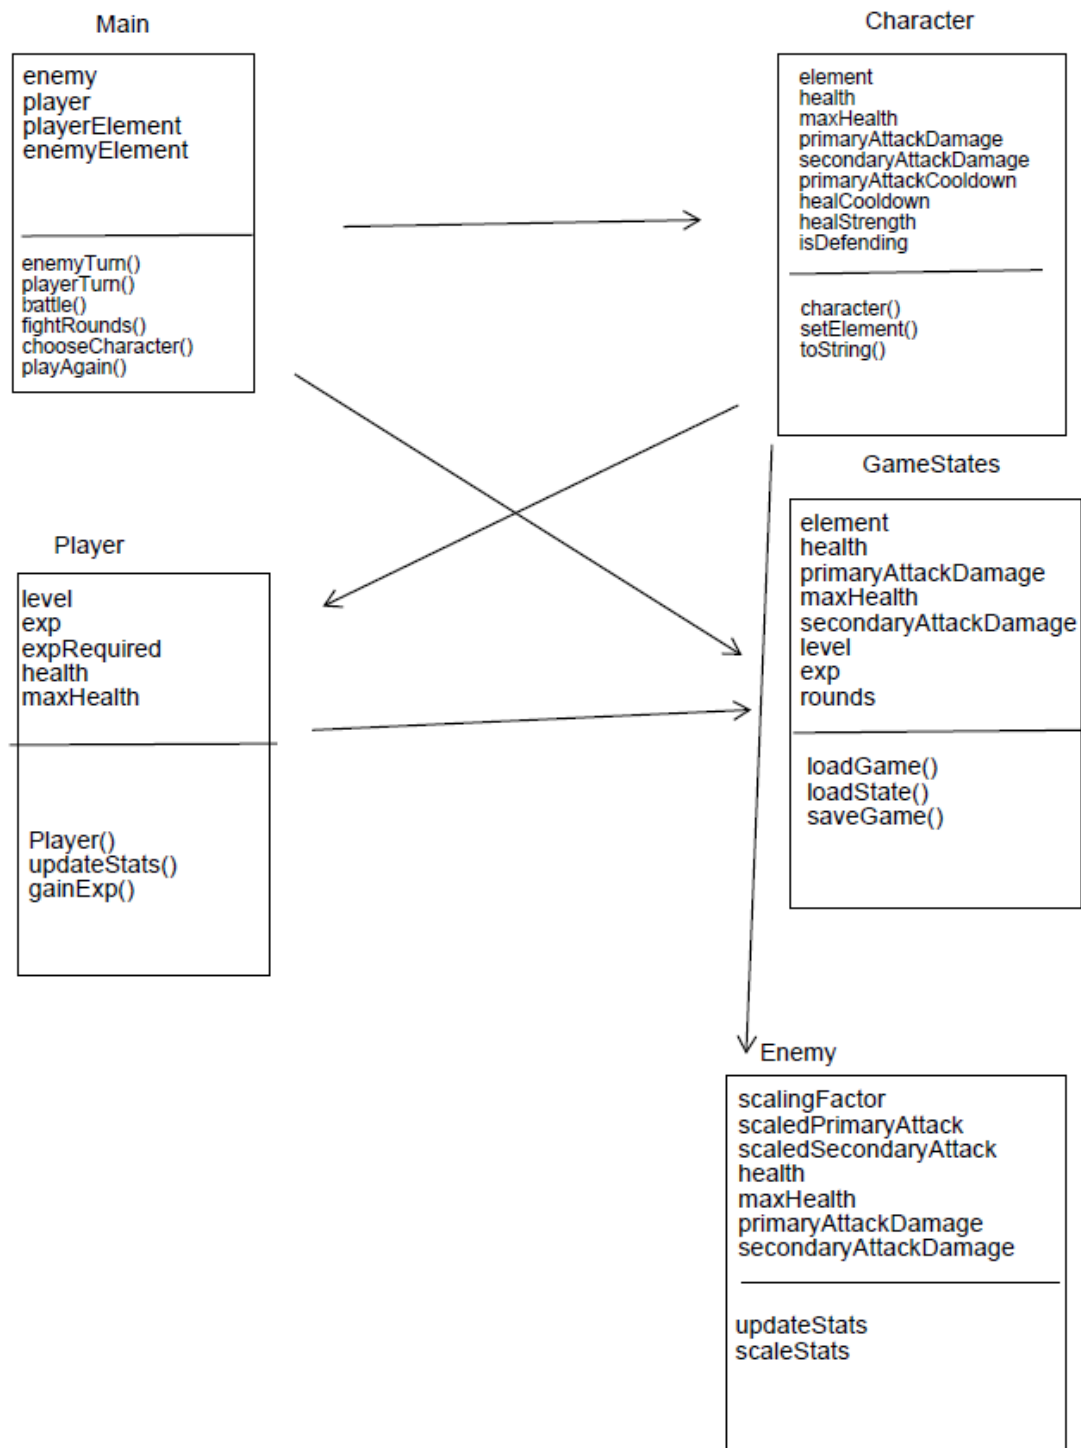 Main
enemy
player
playerElement
enemyElement
enemyTurn()
playerTurn()
battle()
fightRounds()
chooseCharacter()
playAgain()
Character
element
health
maxHealth
primaryAttackDamage
secondaryAttackDamage
primaryAttackCooldown
healCooldown
healStrength
isDefending
character()
setElement()
toString()
Player
level
exp
expRequired
health
maxHealth
Player()
updateStats()
gainExp()
GameStates
element
health
primaryAttackDamage
maxHealth
secondaryAttackDamage
level
exp
rounds
loadGame()
loadState()
saveGame()
Enemy
scalingFactor
scaledPrimaryAttack
scaledSecondaryAttack
health
maxHealth
primaryAttackDamage
secondaryAttackDamage
updateStats
scaleStats